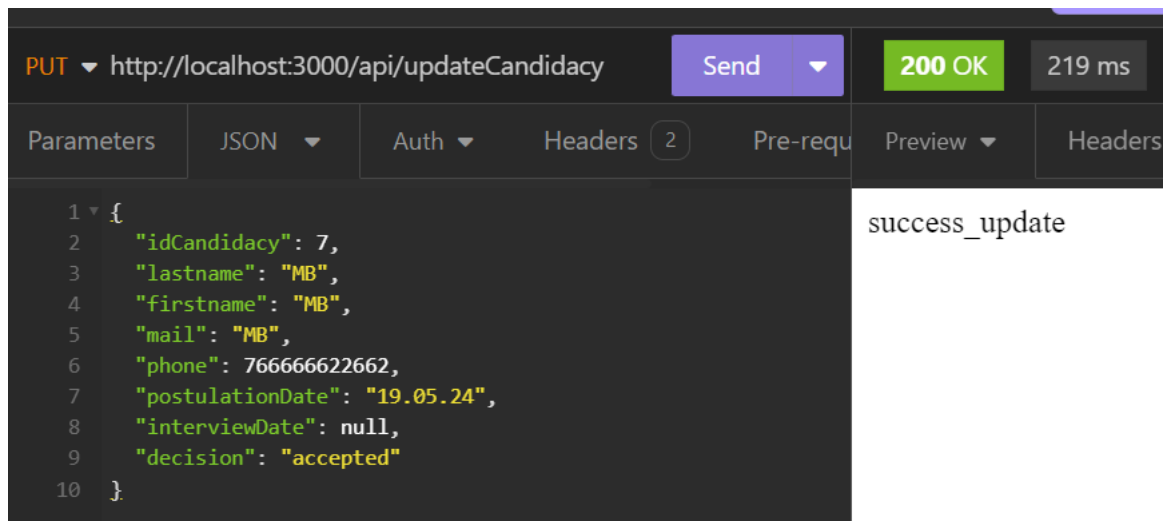 PUT http://localhost:3000/api/updateCandidacy Send 200 OK 219 ms
Parameters JSON Auth Headers 2 Pre-requ Preview Headers
1 {
2 "idCandidacy": 7,
3 "lastname": "MB",
4 "firstname": "MB",
5 "mail": "MB",
6 "phone": 766666622662,
7 "postulationDate": "19.05.24",
8 "interviewDate": null,
9 "decision": "accepted"
10 }
success_update